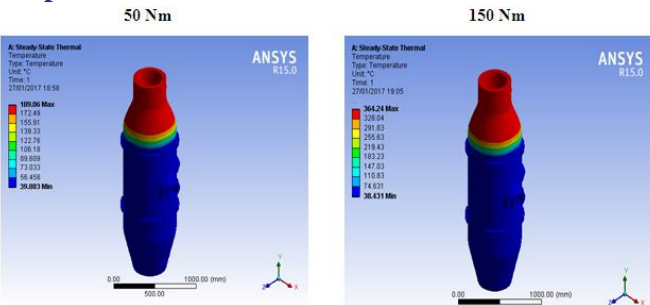 50 Nm
150 Nm
A: Steady-State Thermal
Temperature
Type: Temperature
Unit: °C
Time: 1
27/01/2017 18:58
ANSYS
R15.0
189.06 Max
172.49
155.91
139.33
122.76
106.18
89.609
73.033
56.458
39.883 Min
0.00
1000.00 (mm)
500.00
Y
Z
X
A: Steady-State Thermal
Temperature
Type: Temperature
Unit: °C
Time: 1
27/01/2017 19:05
ANSYS
R15.0
364.24 Max
328.04
291.83
255.63
219.43
183.23
147.03
110.83
74.631
38.431 Min
0.00
1000.00 (mm)
500.00
Y
Z
X